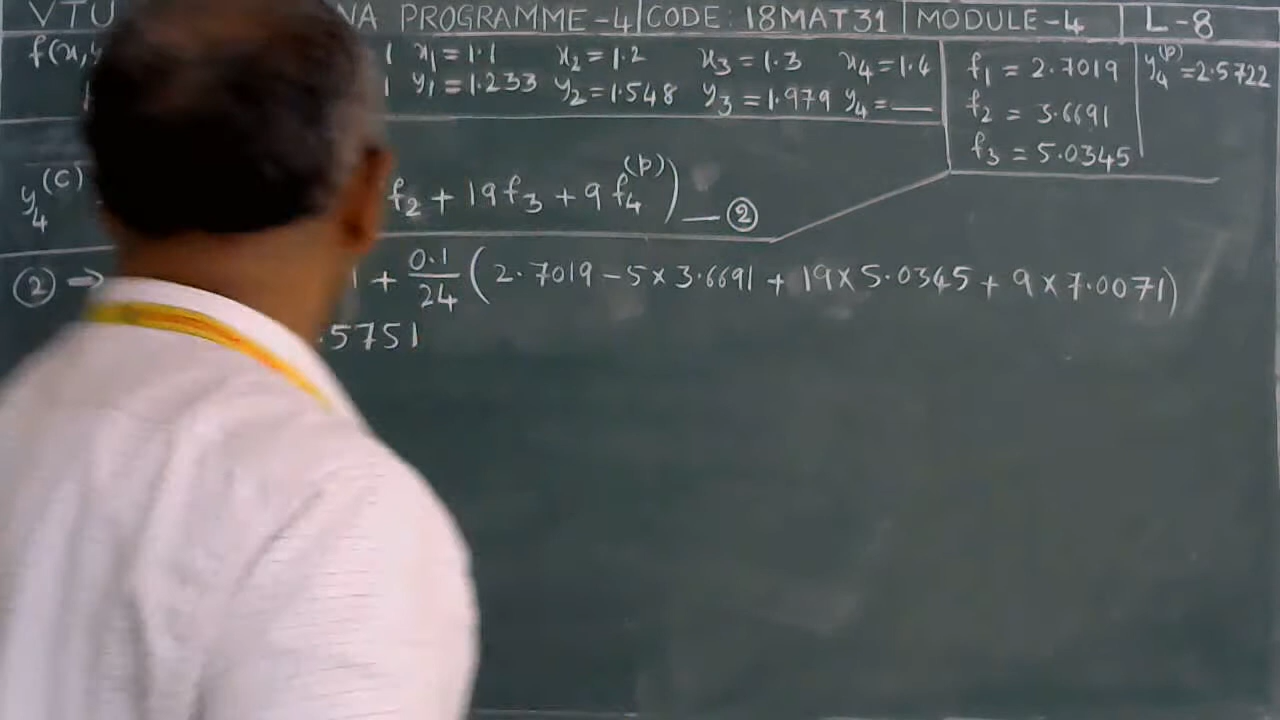 VTU NA PROGRAMME-4 CODE: 18MAT31 MODULE-4 L-8
f(x, 1 x₁=1.1 x₂=1.2 x₃=1.3 x₄=1.4
1 y₁=1.233 y₂=1.548 y₃=1.979 y₄=—
f₁ = 2.7019
f₂ = 3.6691
f₃ = 5.0345
y₄⁽ᵖ⁾=2.5722
y₄^(C) f₂ + 19f₃ + 9f₄^(p)) — ②
② → 1 + 0.1/24 (2.7019 - 5×3.6691 + 19×5.0345 + 9×7.0071)
.5751